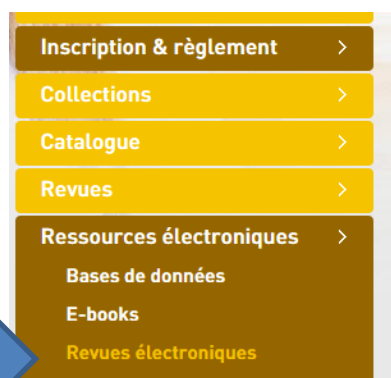 Inscription & règlement
Collections
Catalogue
Revues
Ressources électroniques
Bases de données
E-books
Revues électroniques